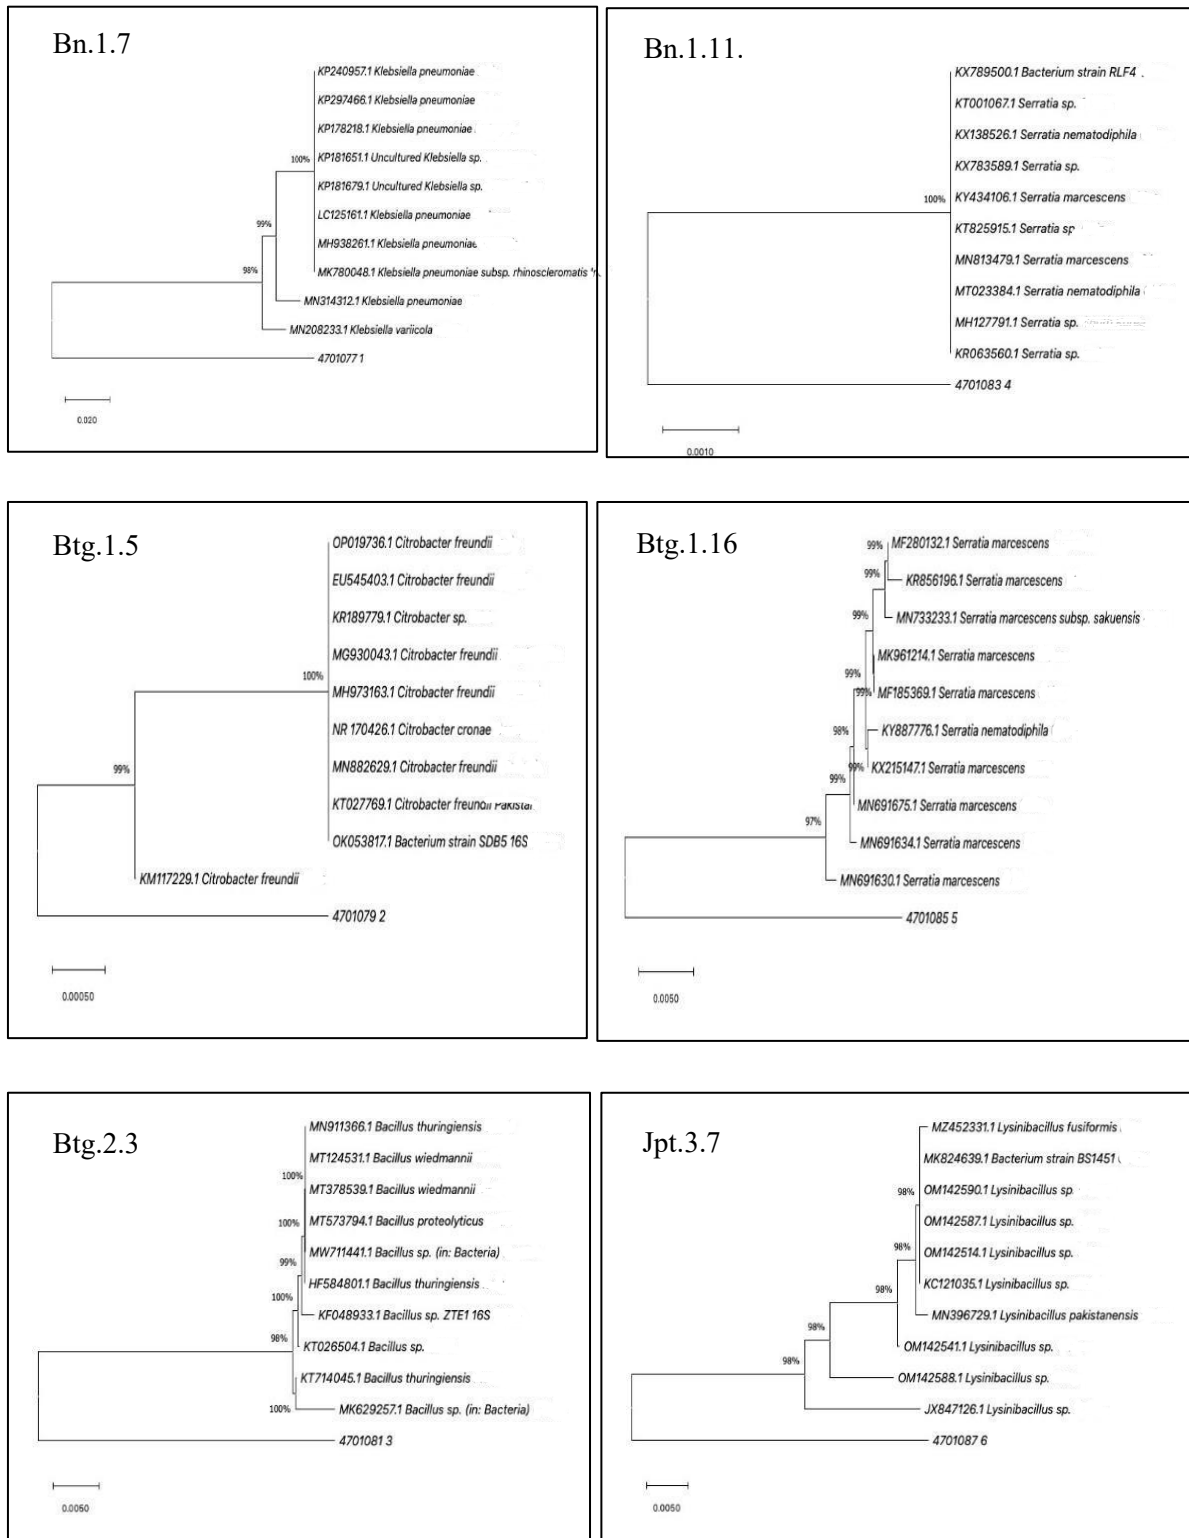 Bn.1.7
KP240957.1 Klebsiella pneumoniae
KP297466.1 Klebsiella pneumoniae
KP178218.1 Klebsiella pneumoniae
KP181651.1 Uncultured Klebsiella sp.
100%
KP181679.1 Uncultured Klebsiella sp.
LC125161.1 Klebsiella pneumoniae
99%
MH938261.1 Klebsiella pneumoniae
98%
MK780048.1 Klebsiella pneumoniae subsp. rhinoscleromatis
MN314312.1 Klebsiella pneumoniae
MN208233.1 Klebsiella variicola
4701077 1
0.020
Bn.1.11.
KX789500.1 Bacterium strain RLF4
KT001067.1 Serratia sp.
KX138526.1 Serratia nematodiphila
KX783589.1 Serratia sp.
KY434106.1 Serratia marcescens
100%
KT825915.1 Serratia sp
MN813479.1 Serratia marcescens
MT023384.1 Serratia nematodiphila
MH127791.1 Serratia sp.
KR063560.1 Serratia sp.
4701083 4
0.0010
Btg.1.5
OP019736.1 Citrobacter freundii
EU545403.1 Citrobacter freundii
KR189779.1 Citrobacter sp.
MG930043.1 Citrobacter freundii
100%
MH973163.1 Citrobacter freundii
NR 170426.1 Citrobacter cronae
99%
MN882629.1 Citrobacter freundii
KT027769.1 Citrobacter freundii
OK053817.1 Bacterium strain SDB5 16S
KM117229.1 Citrobacter freundii
4701079 2
0.00050
Btg.1.16
99%
MF280132.1 Serratia marcescens
99%
KR856196.1 Serratia marcescens
99%
MN733233.1 Serratia marcescens subsp. sakuensis
MK961214.1 Serratia marcescens
99%
99%
MF185369.1 Serratia marcescens
98%
KY887776.1 Serratia nematodiphila
99%
KX215147.1 Serratia marcescens
99%
MN691675.1 Serratia marcescens
97%
MN691634.1 Serratia marcescens
MN691630.1 Serratia marcescens
4701085 5
0.0050
Btg.2.3
MN911366.1 Bacillus thuringiensis
MT124531.1 Bacillus wiedmannii
100%
MT378539.1 Bacillus wiedmannii
100%
MT573794.1 Bacillus proteolyticus
MW711441.1 Bacillus sp. (in: Bacteria)
99%
HF584801.1 Bacillus thuringiensis
100%
KF048933.1 Bacillus sp. ZTE1 16S
98%
KT026504.1 Bacillus sp.
KT714045.1 Bacillus thuringiensis
100%
MK629257.1 Bacillus sp. (in: Bacteria)
4701081 3
0.0050
Jpt.3.7
MZ452331.1 Lysinibacillus fusiformis
MK824639.1 Bacterium strain BS1451
98%
OM142590.1 Lysinibacillus sp.
OM142587.1 Lysinibacillus sp.
98%
OM142514.1 Lysinibacillus sp.
KC121035.1 Lysinibacillus sp.
98%
MN396729.1 Lysinibacillus pakistanensis
98%
OM142541.1 Lysinibacillus sp.
98%
OM142588.1 Lysinibacillus sp.
JX847126.1 Lysinibacillus sp.
4701087 6
0.0050